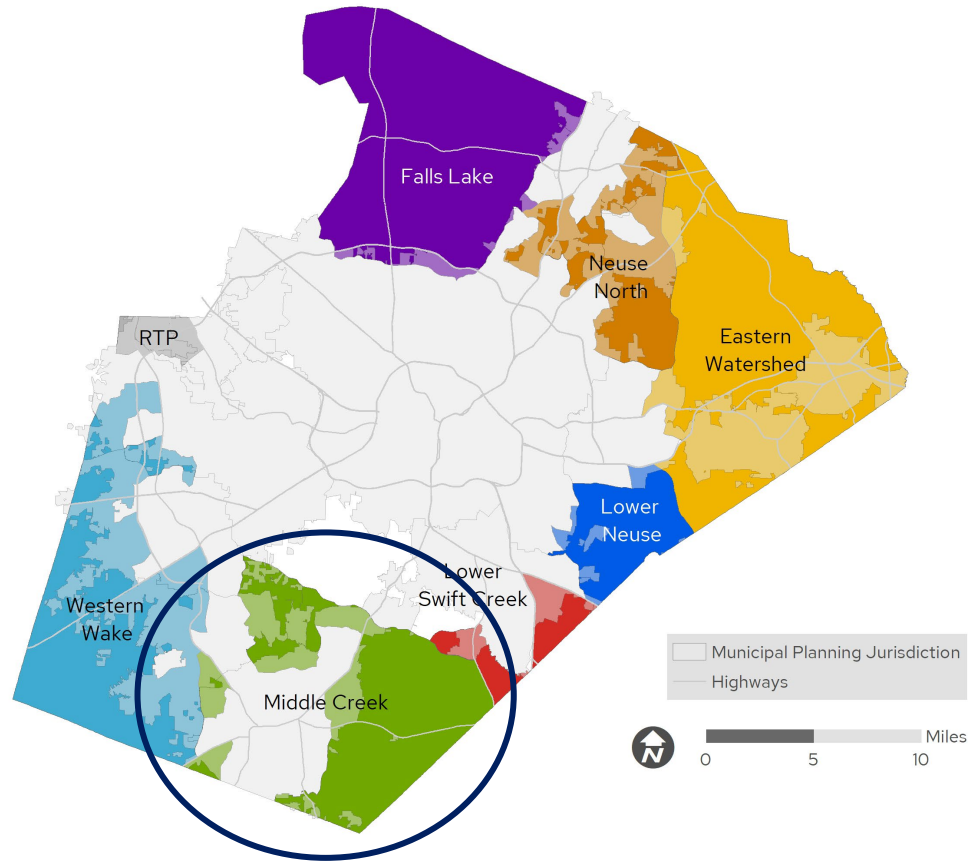 Falls Lake
Neuse
North
RTP
Eastern
Watershed
Lower
Neuse
Lower
Swift Creek
Western
Wake
Middle Creek
Municipal Planning Jurisdiction
Highways
N
Miles
0 5 10